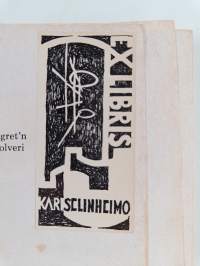 gret'n
olveri
EX LIBRIS
KARI SELINHEIMO